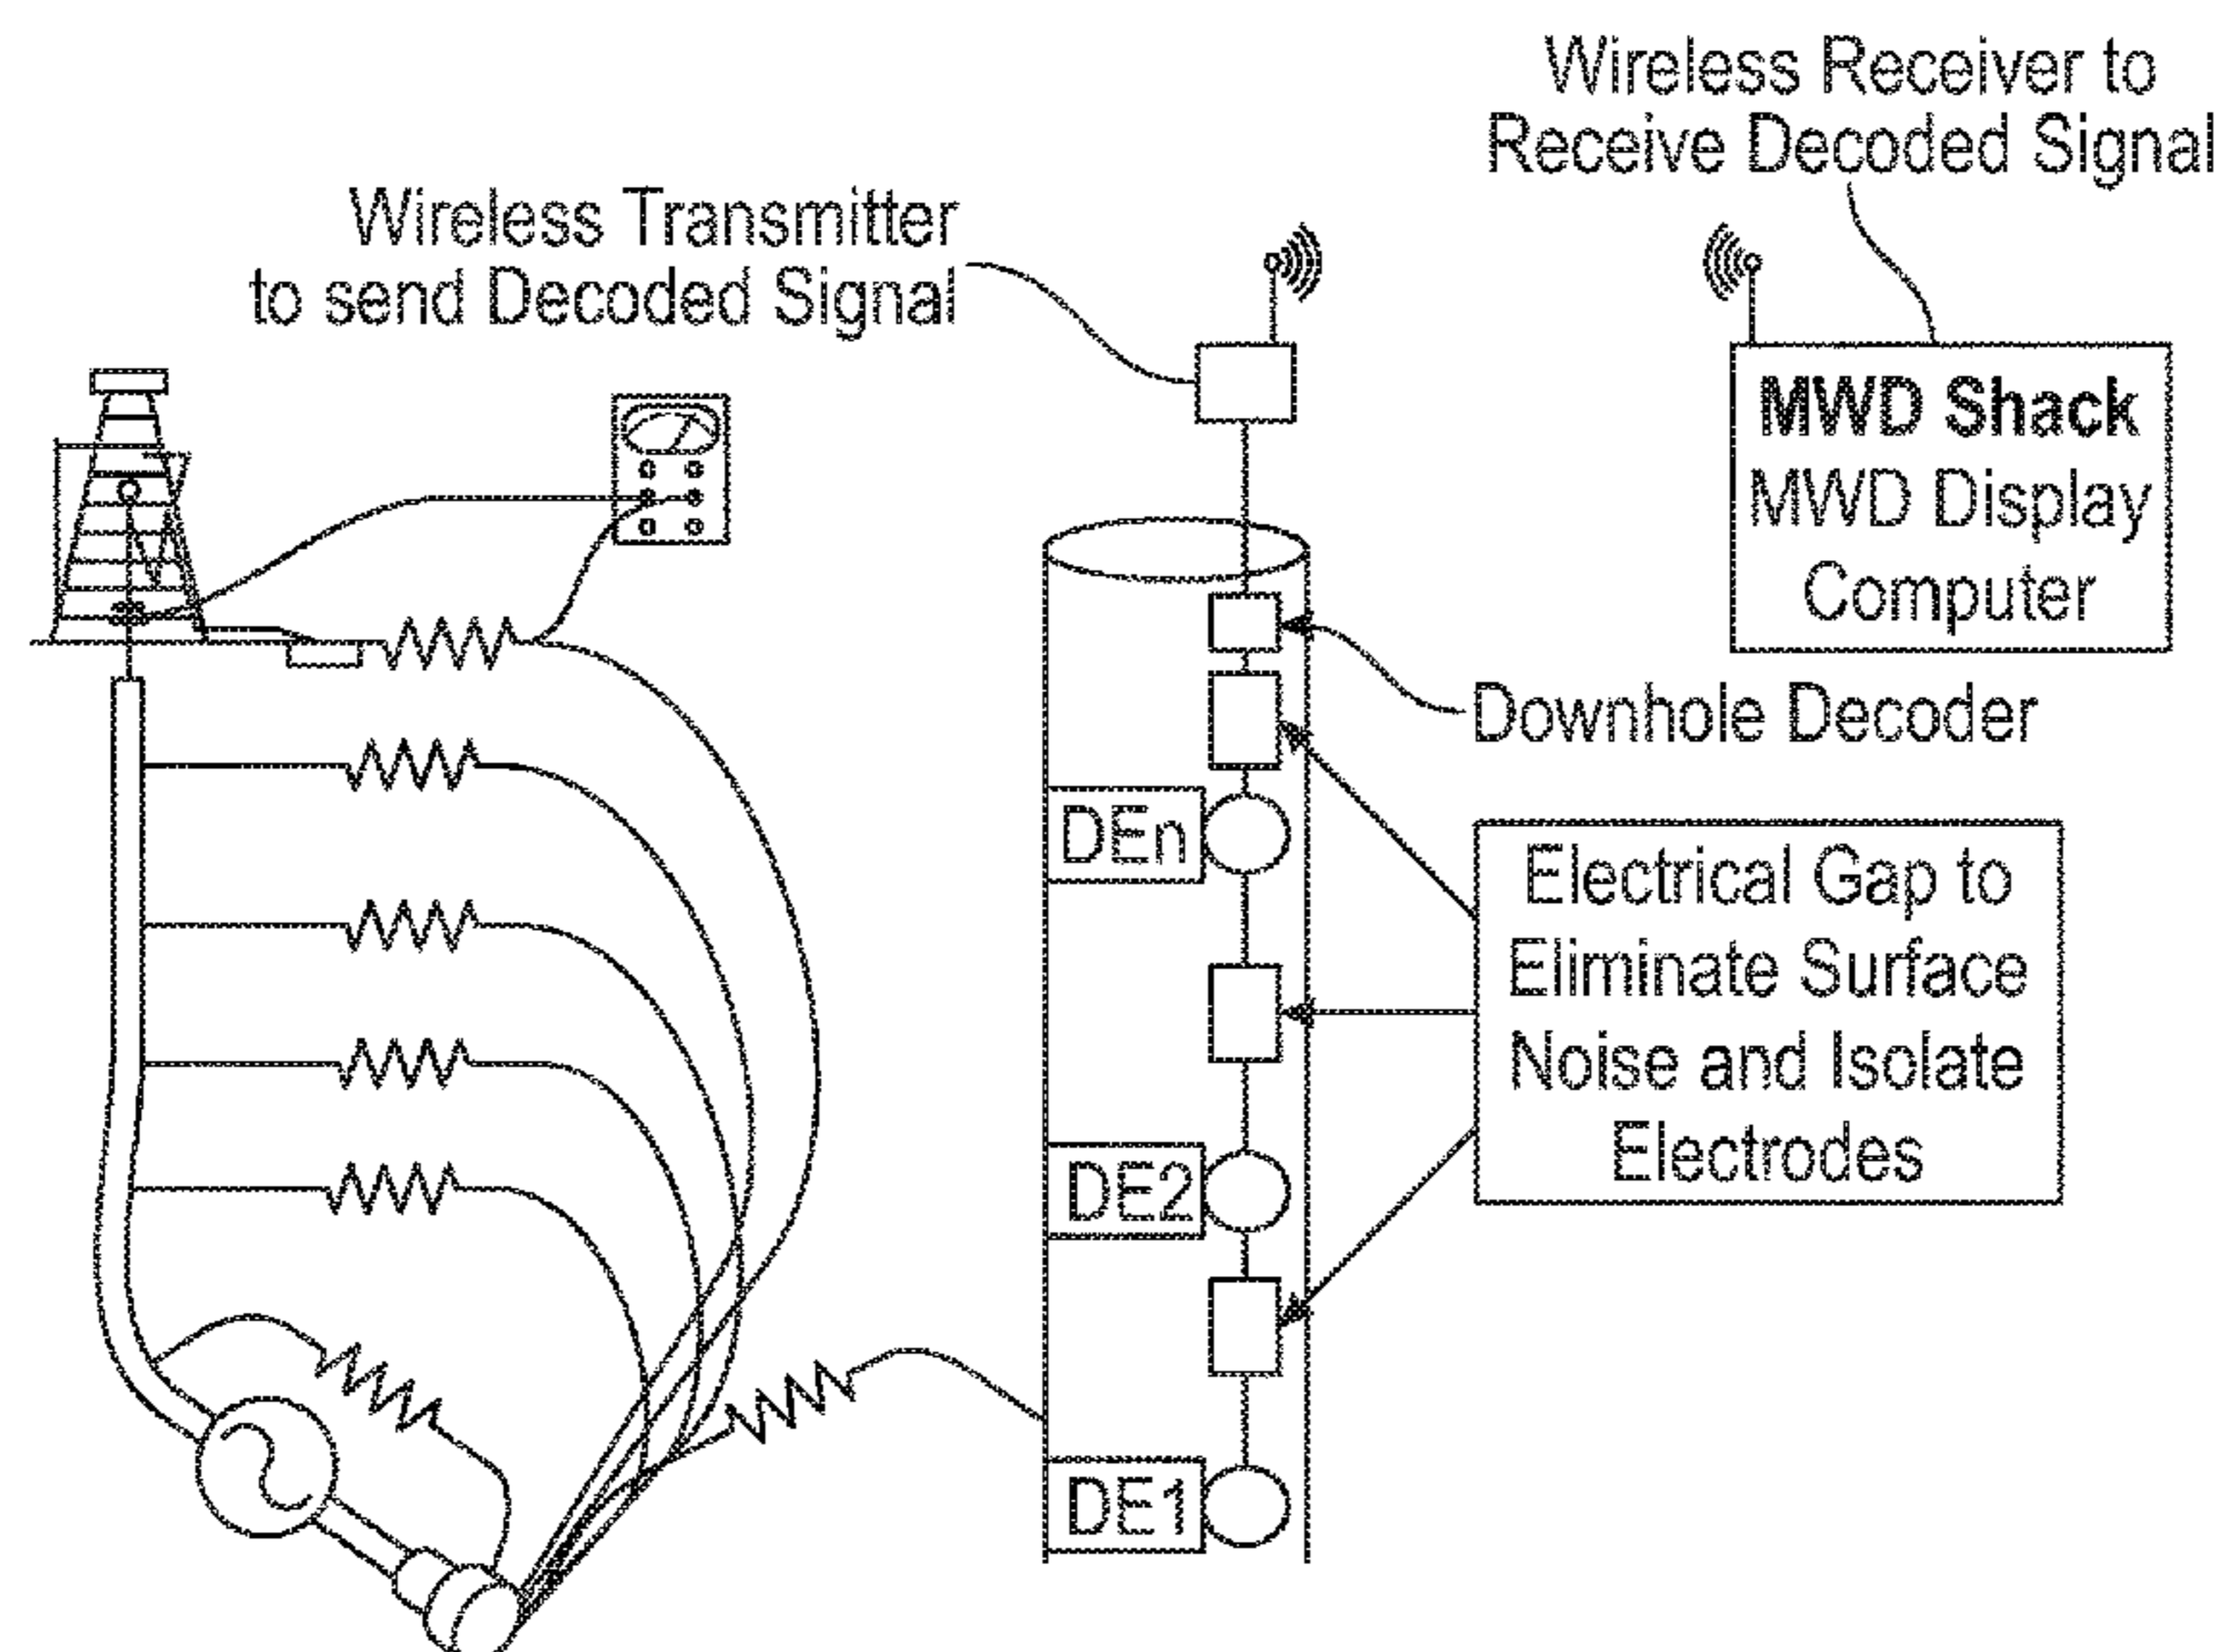 Wireless Receiver to
Receive Decoded Signal
Wireless Transmitter
to send Decoded Signal
MWD Shack
MWD Display
Computer
Downhole Decoder
DEn
Electrical Gap to
Eliminate Surface
Noise and Isolate
Electrodes
DE2
DE1